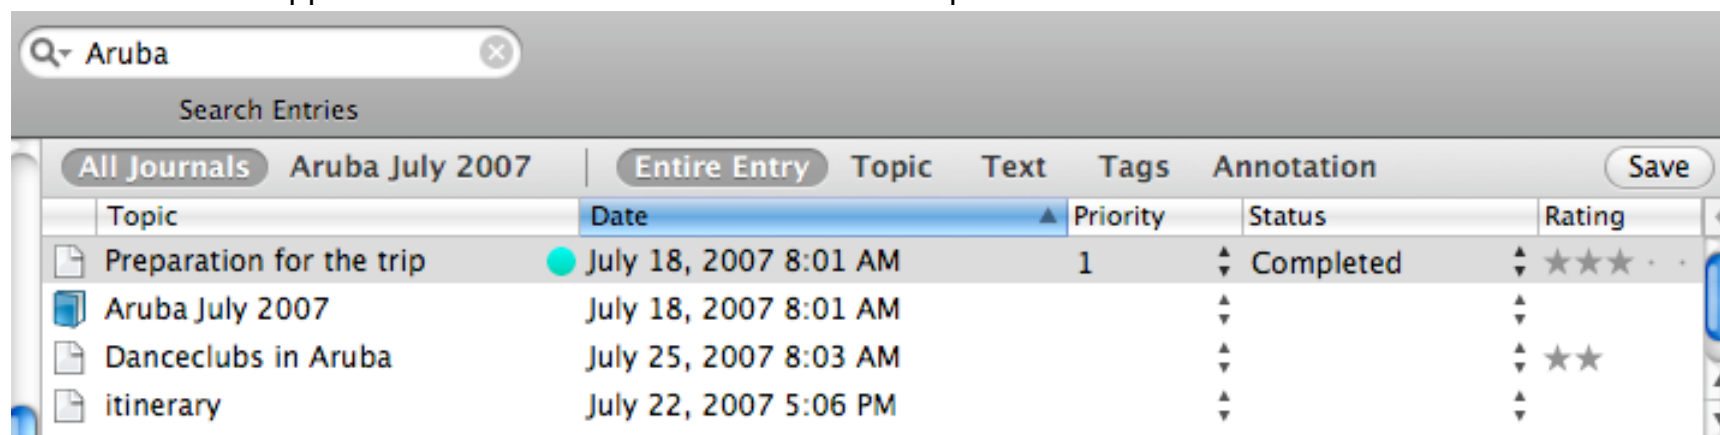 Aruba
Search Entries
All Journals Aruba July 2007 Entire Entry Topic Text Tags Annotation Save
Topic Date Priority Status Rating
Preparation for the trip July 18, 2007 8:01 AM 1 Completed
Aruba July 2007 July 18, 2007 8:01 AM
Danceclubs in Aruba July 25, 2007 8:03 AM
itinerary July 22, 2007 5:06 PM